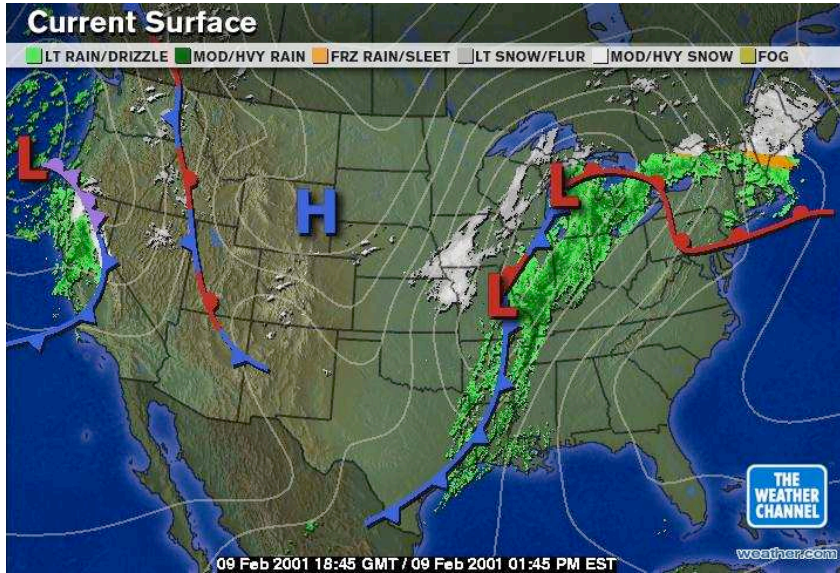 Current Surface
LT RAIN/DRIZZLE MOD/HVY RAIN FRZ RAIN/SLEET LT SNOW/FLUR MOD/HVY SNOW FOG
L
H
L
L
THE
WEATHER
CHANNEL
weather.com
09 Feb 2001 18:45 GMT / 09 Feb 2001 01:45 PM EST